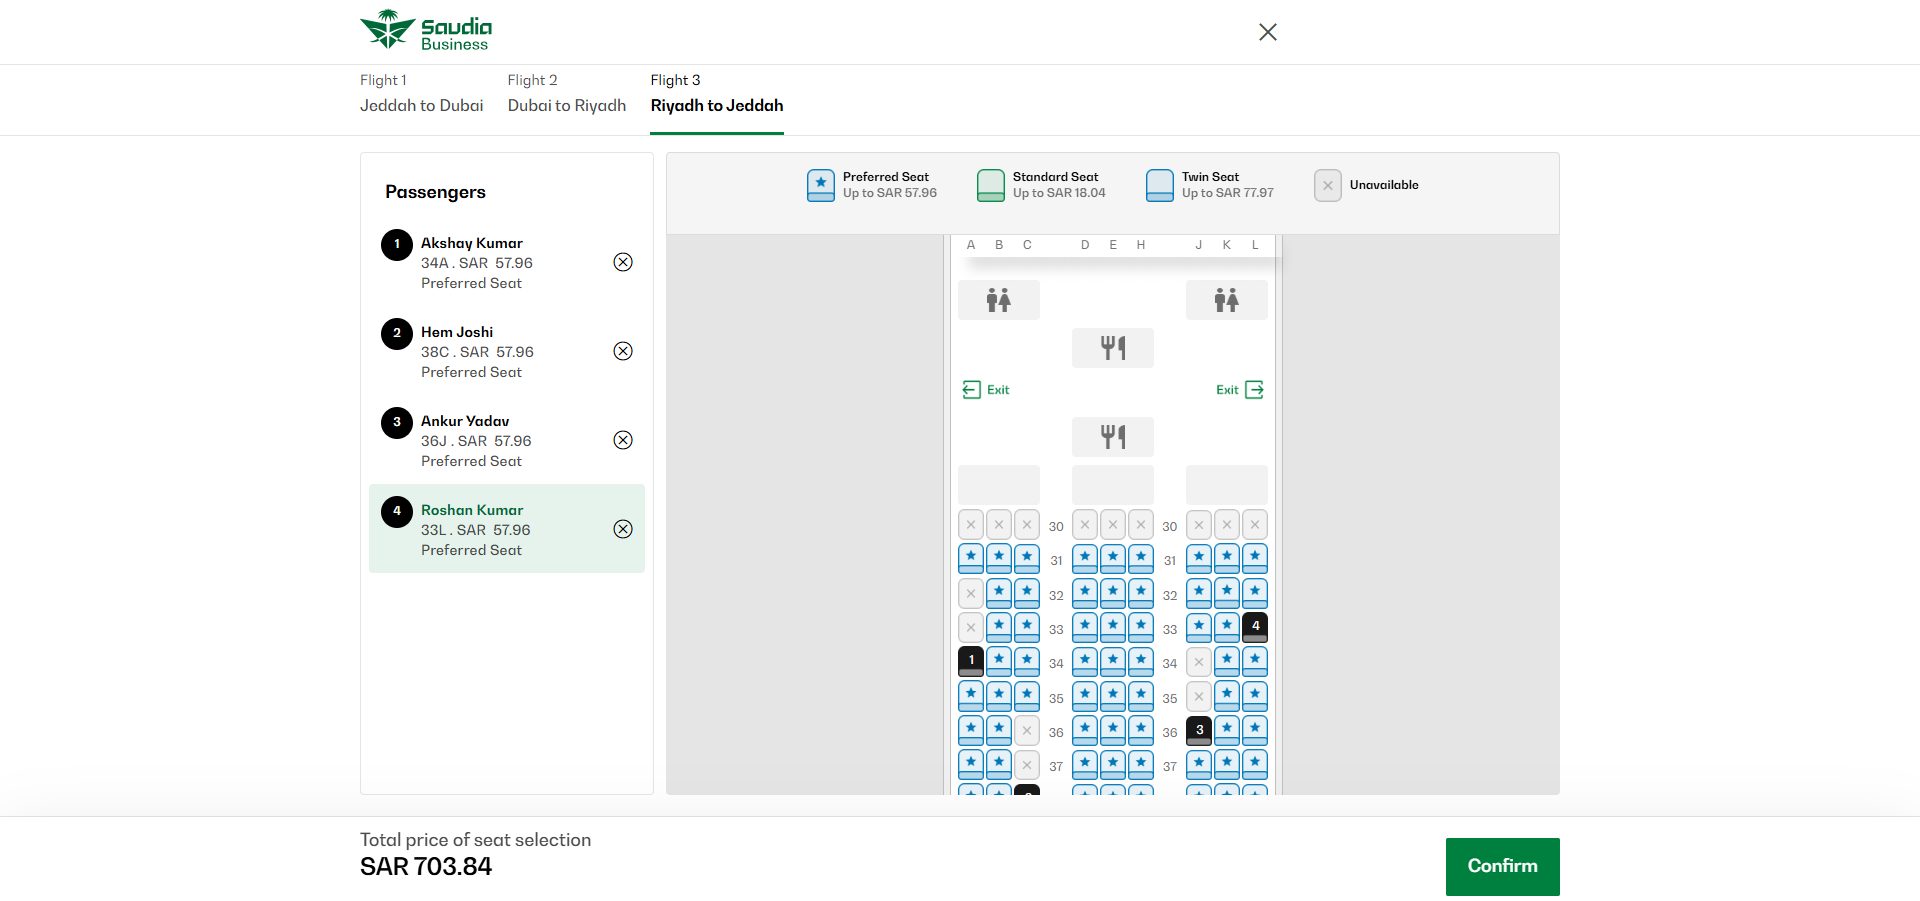 Saudia
Business
Flight 1
Jeddah to Dubai
Flight 2
Dubai to Riyadh
Flight 3
Riyadh to Jeddah
Passengers
1
Akshay Kumar
34A . SAR 57.96
Preferred Seat
2
Hem Joshi
38C . SAR 57.96
Preferred Seat
3
Ankur Yadav
36J . SAR 57.96
Preferred Seat
4
Roshan Kumar
33L . SAR 57.96
Preferred Seat
Preferred Seat
Up to SAR 57.96
Standard Seat
Up to SAR 18.04
Twin Seat
Up to SAR 77.97
Unavailable
A B C D E H J K L
Exit Exit
30 30
31 31
32 32
33 33 4
1 34 34
35 35
36 36 3
37 37
Total price of seat selection
SAR 703.84
Confirm